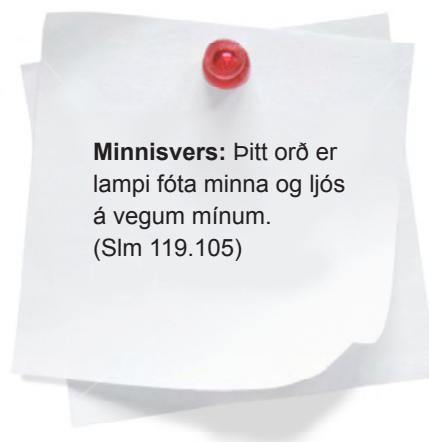 Minnisvers: Þitt orð er
lampi fóta minna og ljós
á vegum mínum.
(Slm 119.105)